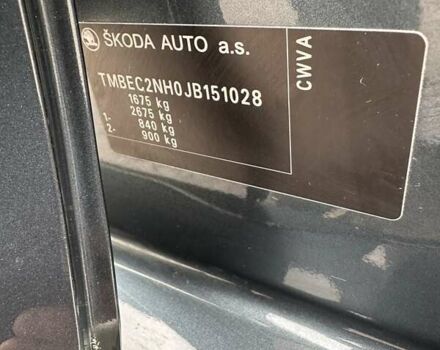 ŠKODA AUTO a.s.
TMBEC2NH0JB151028
1675 kg
2675 kg
1- 840 kg
2- 900 kg
CWVA